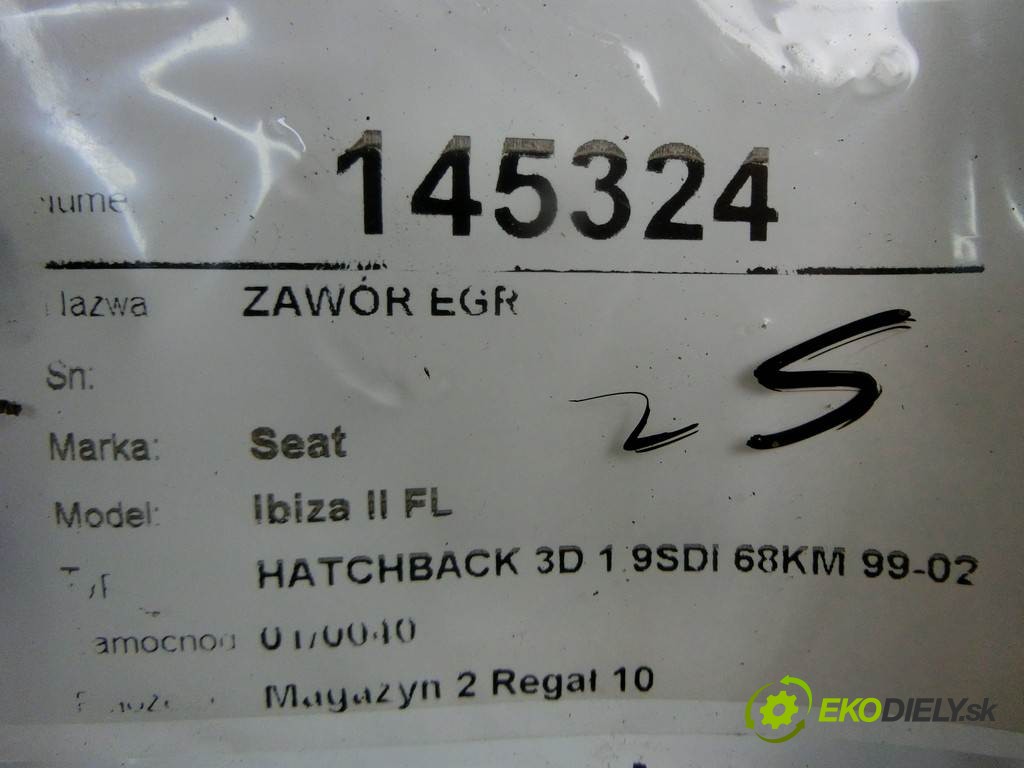 145324
ZAWÓR EGR
Sn:
25
Marka: Seat
Model: Ibiza II FL
HATCHBACK 3D 1.9SDI 68KM 99-02
Magazyn 2 Regał 10
EKODIELY.sk